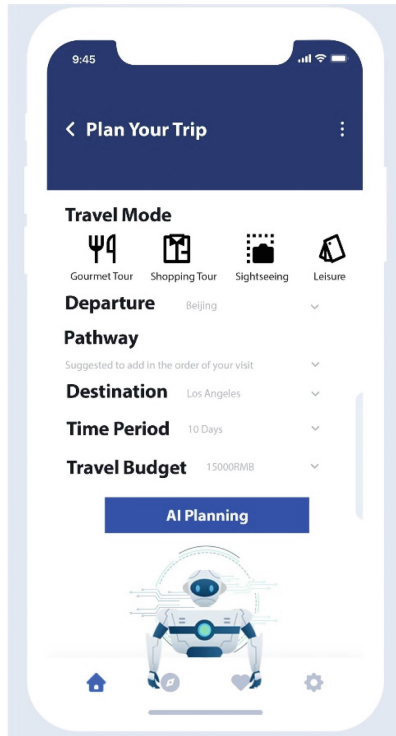 9:45
Plan Your Trip
Travel Mode
Gourmet Tour Shopping Tour Sightseeing Leisure
Departure Beijing
Pathway
Suggested to add in the order of your visit
Destination Los Angeles
Time Period 10 Days
Travel Budget 15000RMB
AI Planning